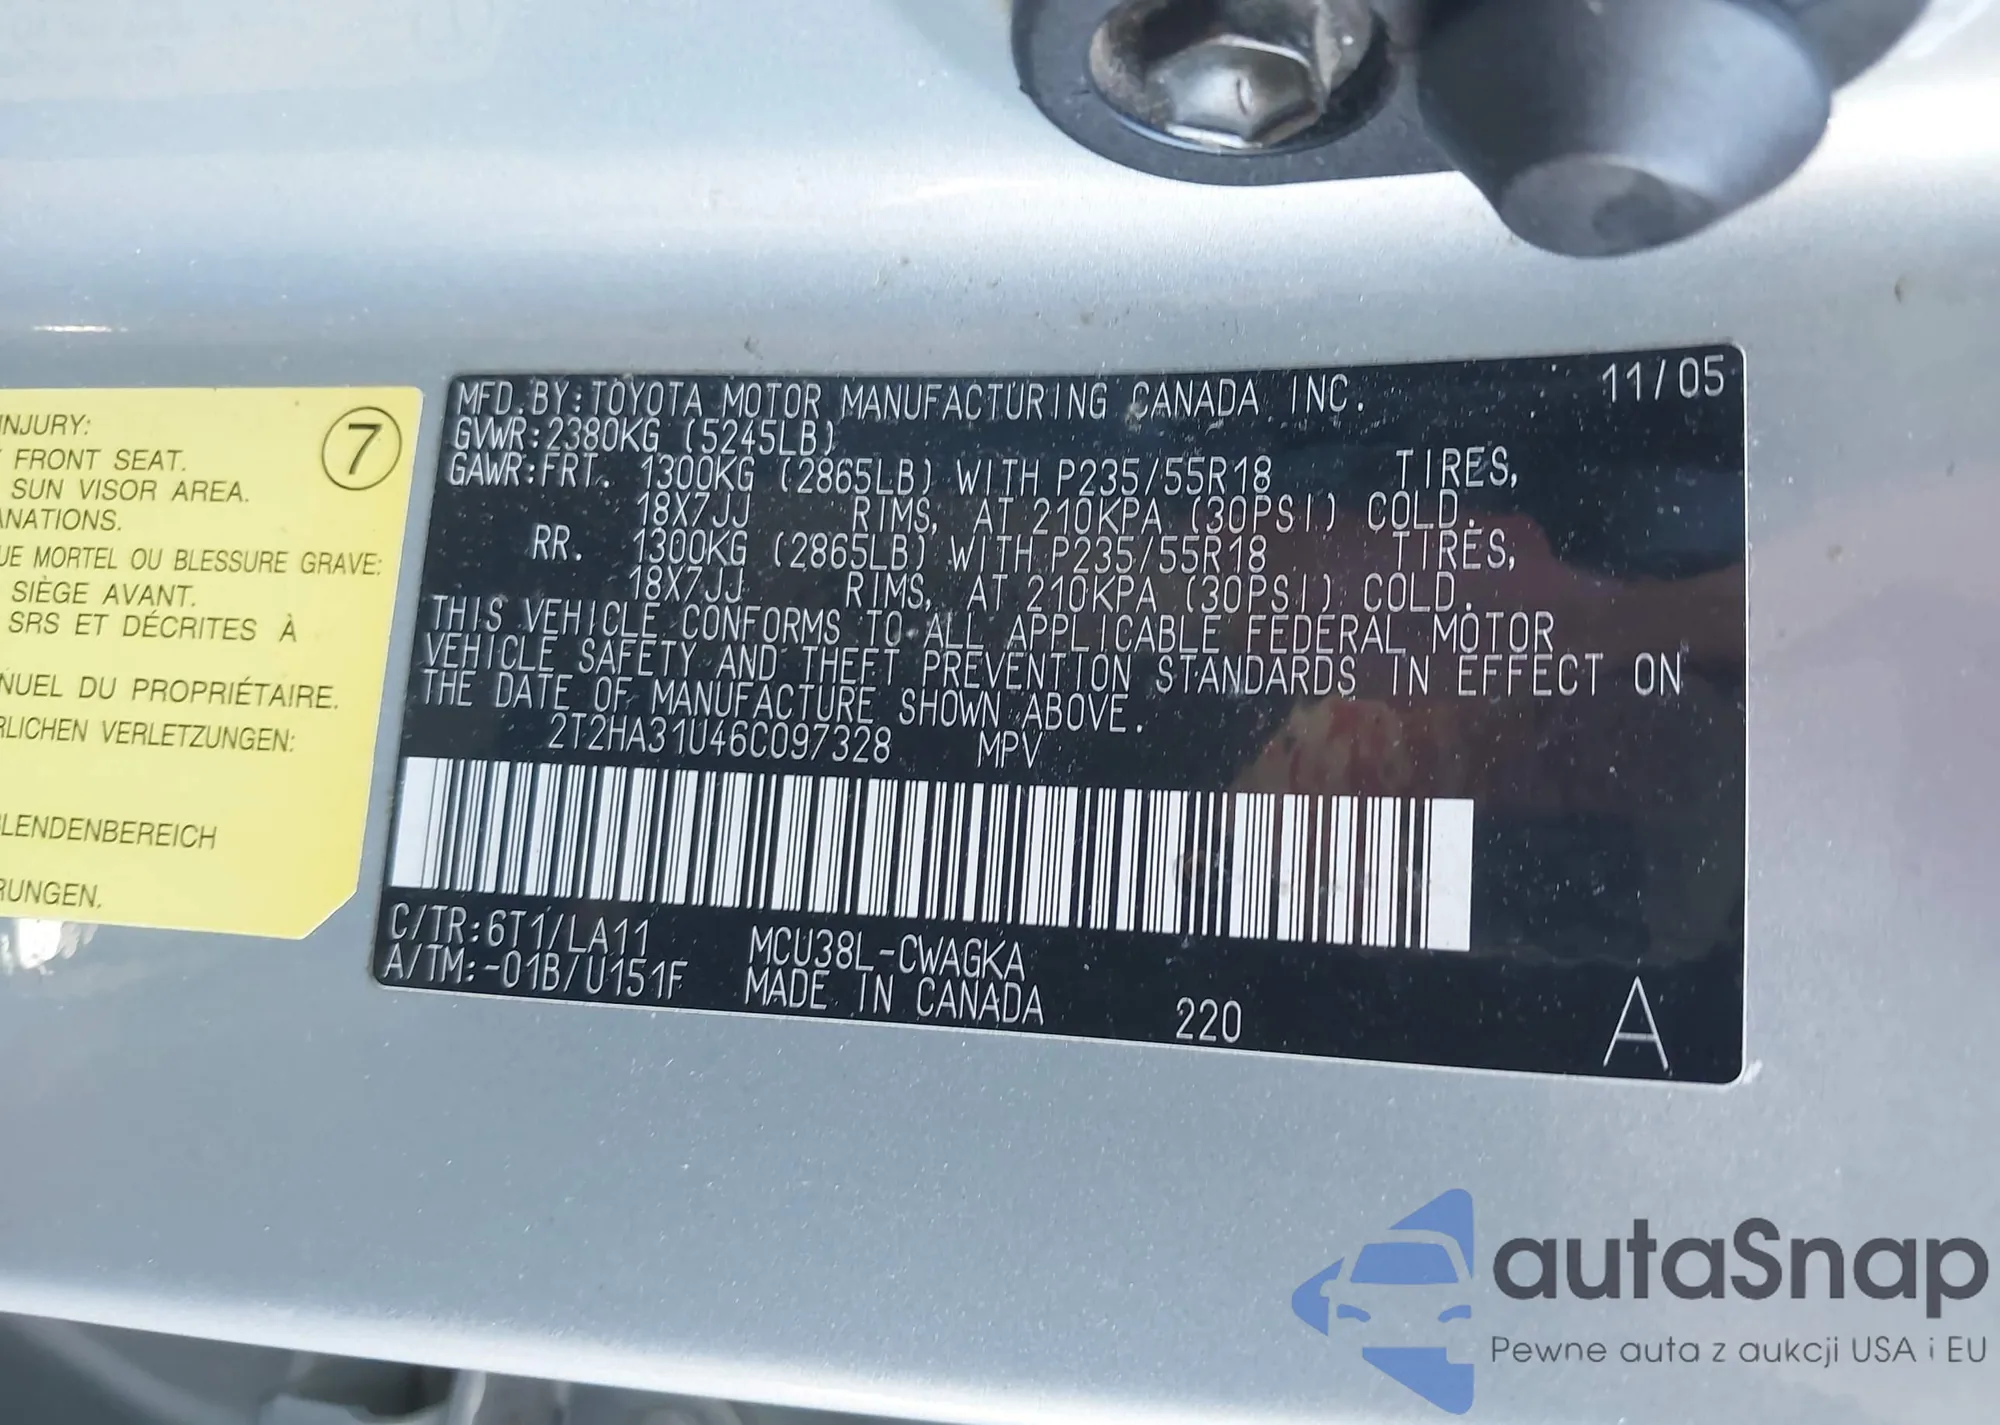 INJURY:
FRONT SEAT.
SUN VISOR AREA.
ANATIONS.
UE MORTEL OU BLESSURE GRAVE:
SIÈGE AVANT.
SRS ET DÉCRITES À
NUEL DU PROPRIÉTAIRE.
RLICHEN VERLETZUNGEN:
LENDENBEREICH
RUNGEN.
7
MFD. BY: TOYOTA MOTOR MANUFACTURING CANADA INC. 11/05
GVWR: 2380KG (5245LB)
GAWR: FRT. 1300KG (2865LB) WITH P235/55R18 TIRES,
18X7JJ RIMS, AT 210KPA (30PSI) COLD.
RR. 1300KG (2865LB) WITH P235/55R18 TIRES,
18X7JJ RIMS, AT 210KPA (30PSI) COLD.
THIS VEHICLE CONFORMS TO ALL APPLICABLE FEDERAL MOTOR
VEHICLE SAFETY AND THEFT PREVENTION STANDARDS IN EFFECT ON
THE DATE OF MANUFACTURE SHOWN ABOVE.
2T2HA31U46C097328 MPV
C/TR: 6T1/LA11 MCU38L-CWAGKA
A/TM: -01B/U151F MADE IN CANADA 220 A
autaSnap
Pewne auta z aukcji USA i EU